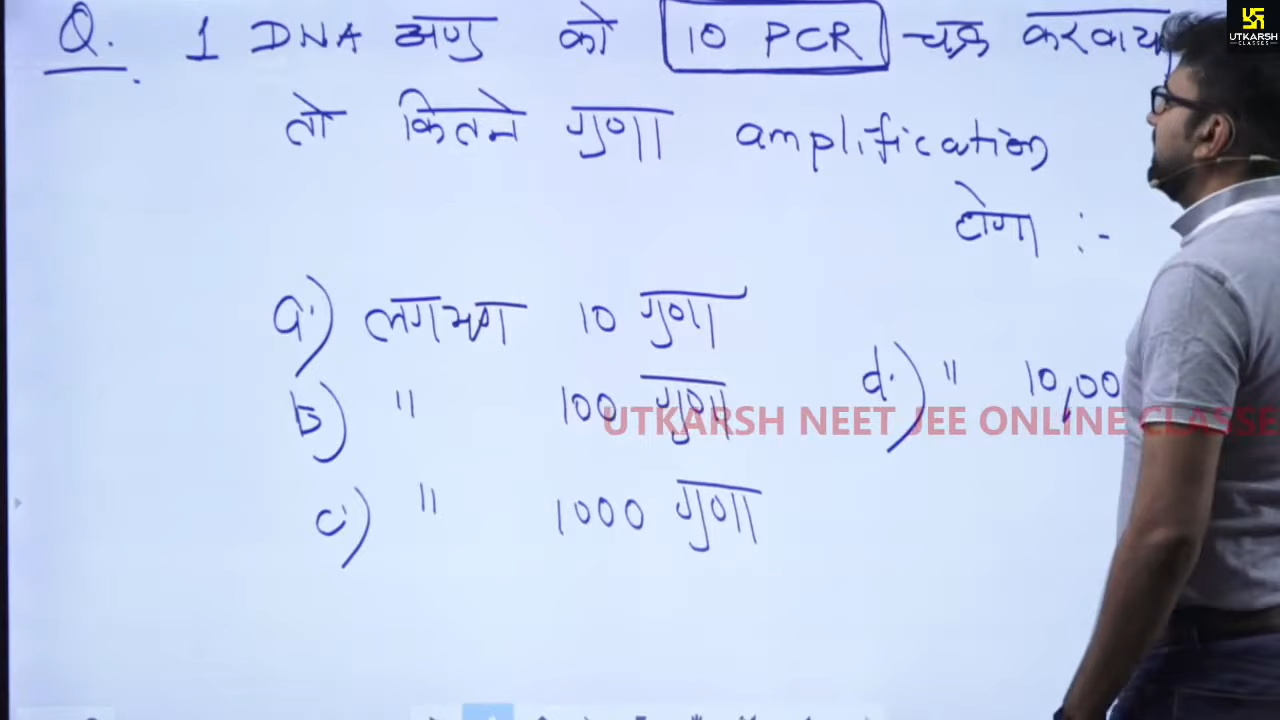 UTKARSH
CLASSES
Q. 1 DNA अणु को 10 PCR चक्र करवाय
तो कितने गुणा amplification
होगा :-
a.) लगभग 10 गुणा
b) " 100 गुणा
c.) " 1000 गुणा
d.) " 10,00
UTKARSH NEET JEE ONLINE CLASSE